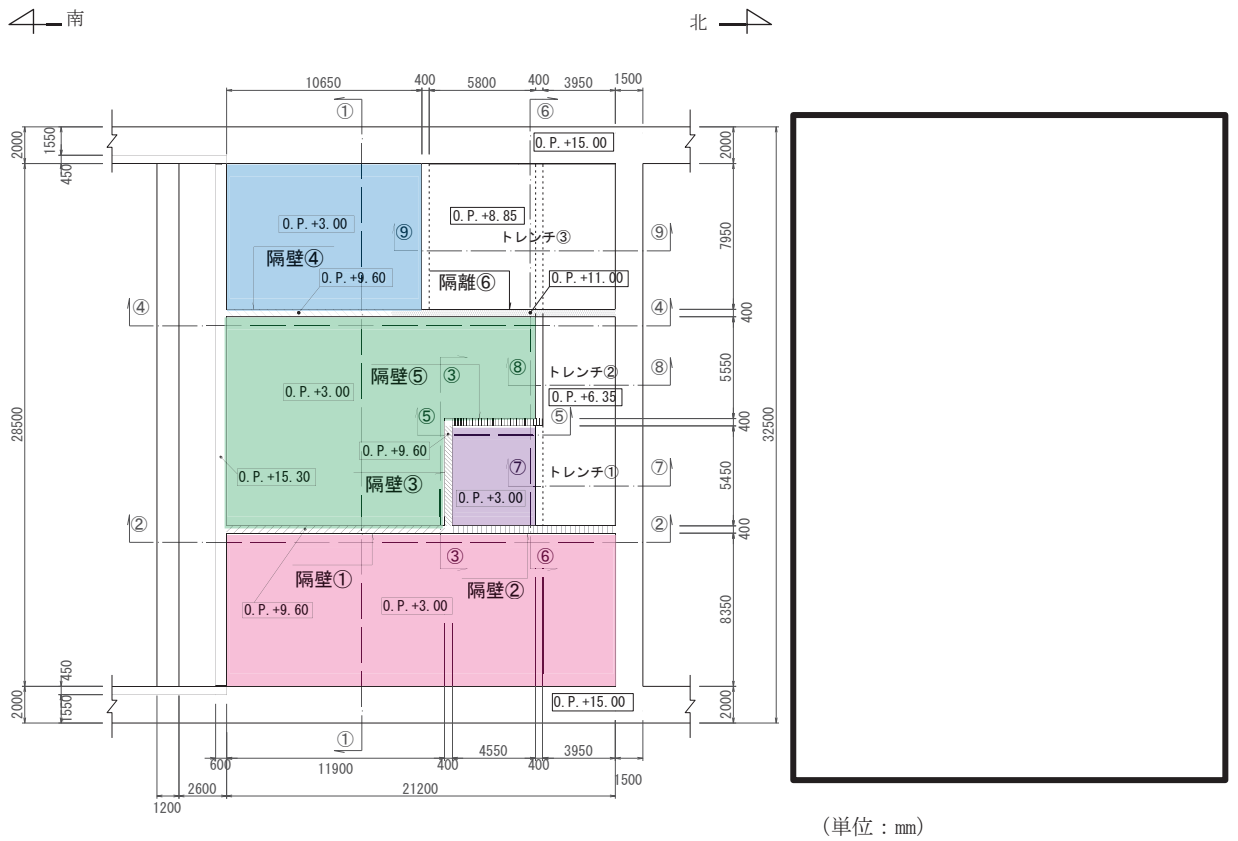 南
北
10650
400
5800
400
3950
1500
①
⑥
2000
1550
450
O.P.+15.00
2000
O.P.+3.00
O.P.+8.85
⑨
トレンチ③
⑨
7950
隔壁④
O.P.+9.60
隔離⑥
O.P.+11.00
④
④
400
隔壁⑤
③
⑧
トレンチ②
⑧
5550
O.P.+3.00
O.P.+6.35
28500
⑤
⑤
400
32500
O.P.+9.60
O.P.+15.30
隔壁③
⑦
トレンチ①
⑦
5450
O.P.+3.00
②
②
400
③
⑥
隔壁①
隔壁②
O.P.+9.60
O.P.+3.00
8350
450
2000
1550
O.P.+15.00
2000
①
600
11900
400
4550
400
3950
1500
2600
21200
1200
(単位：mm)